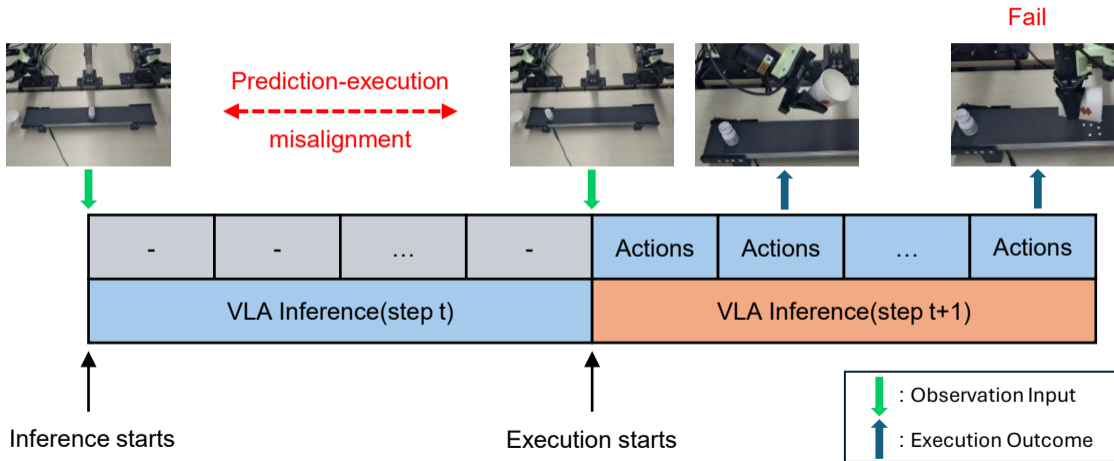 Fail
Prediction-execution
misalignment
- - ... - Actions Actions ... Actions
VLA Inference(step t) VLA Inference(step t+1)
Inference starts
Execution starts
: Observation Input
: Execution Outcome